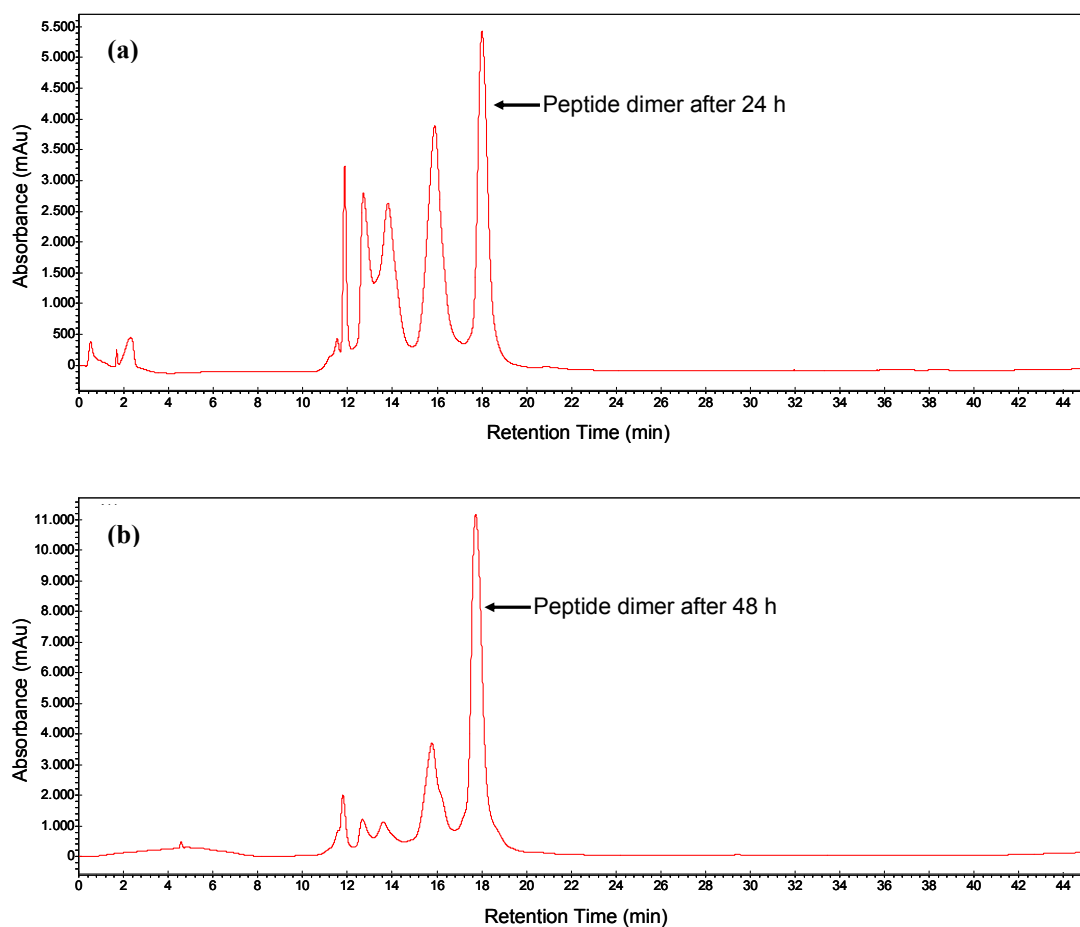 (a)
5.500
5.000
4.500
4.000
3.500
3.000
2.500
2.000
1.500
1.000
500
0
Absorbance (mAu)
Peptide dimer after 24 h
0 2 4 6 8 10 12 14 16 18 20 22 24 26 28 30 32 34 36 38 40 42 44
Retention Time (min)
(b)
11.000
10.000
9.000
8.000
7.000
6.000
5.000
4.000
3.000
2.000
1.000
0
Absorbance (mAu)
Peptide dimer after 48 h
0 2 4 6 8 10 12 14 16 18 20 22 24 26 28 30 32 34 36 38 40 42 44
Retention Time (min)